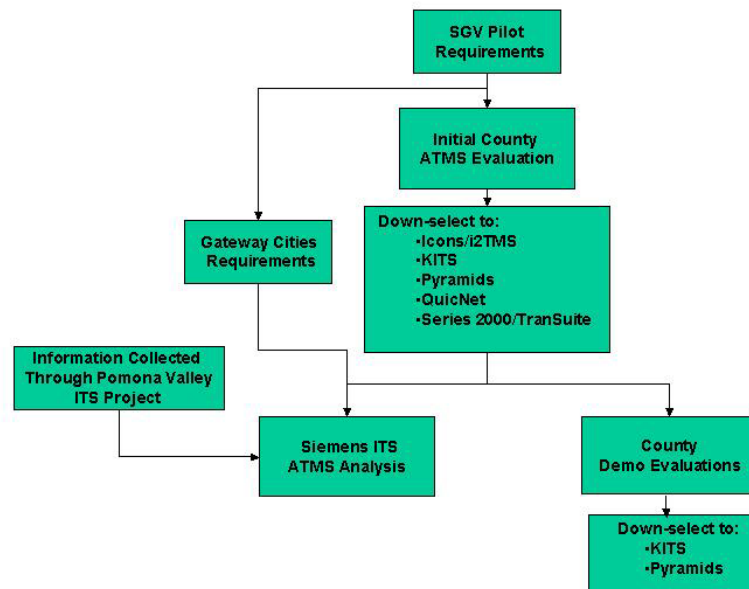 SGV Pilot
Requirements
Initial County
ATMS Evaluation
Gateway Cities
Requirements
Down-select to:
▪Icons/i2TMS
▪KITS
▪Pyramids
▪QuicNet
▪Series 2000/TranSuite
Information Collected
Through Pomona Valley
ITS Project
Siemens ITS
ATMS Analysis
County
Demo Evaluations
Down-select to:
▪KITS
▪Pyramids